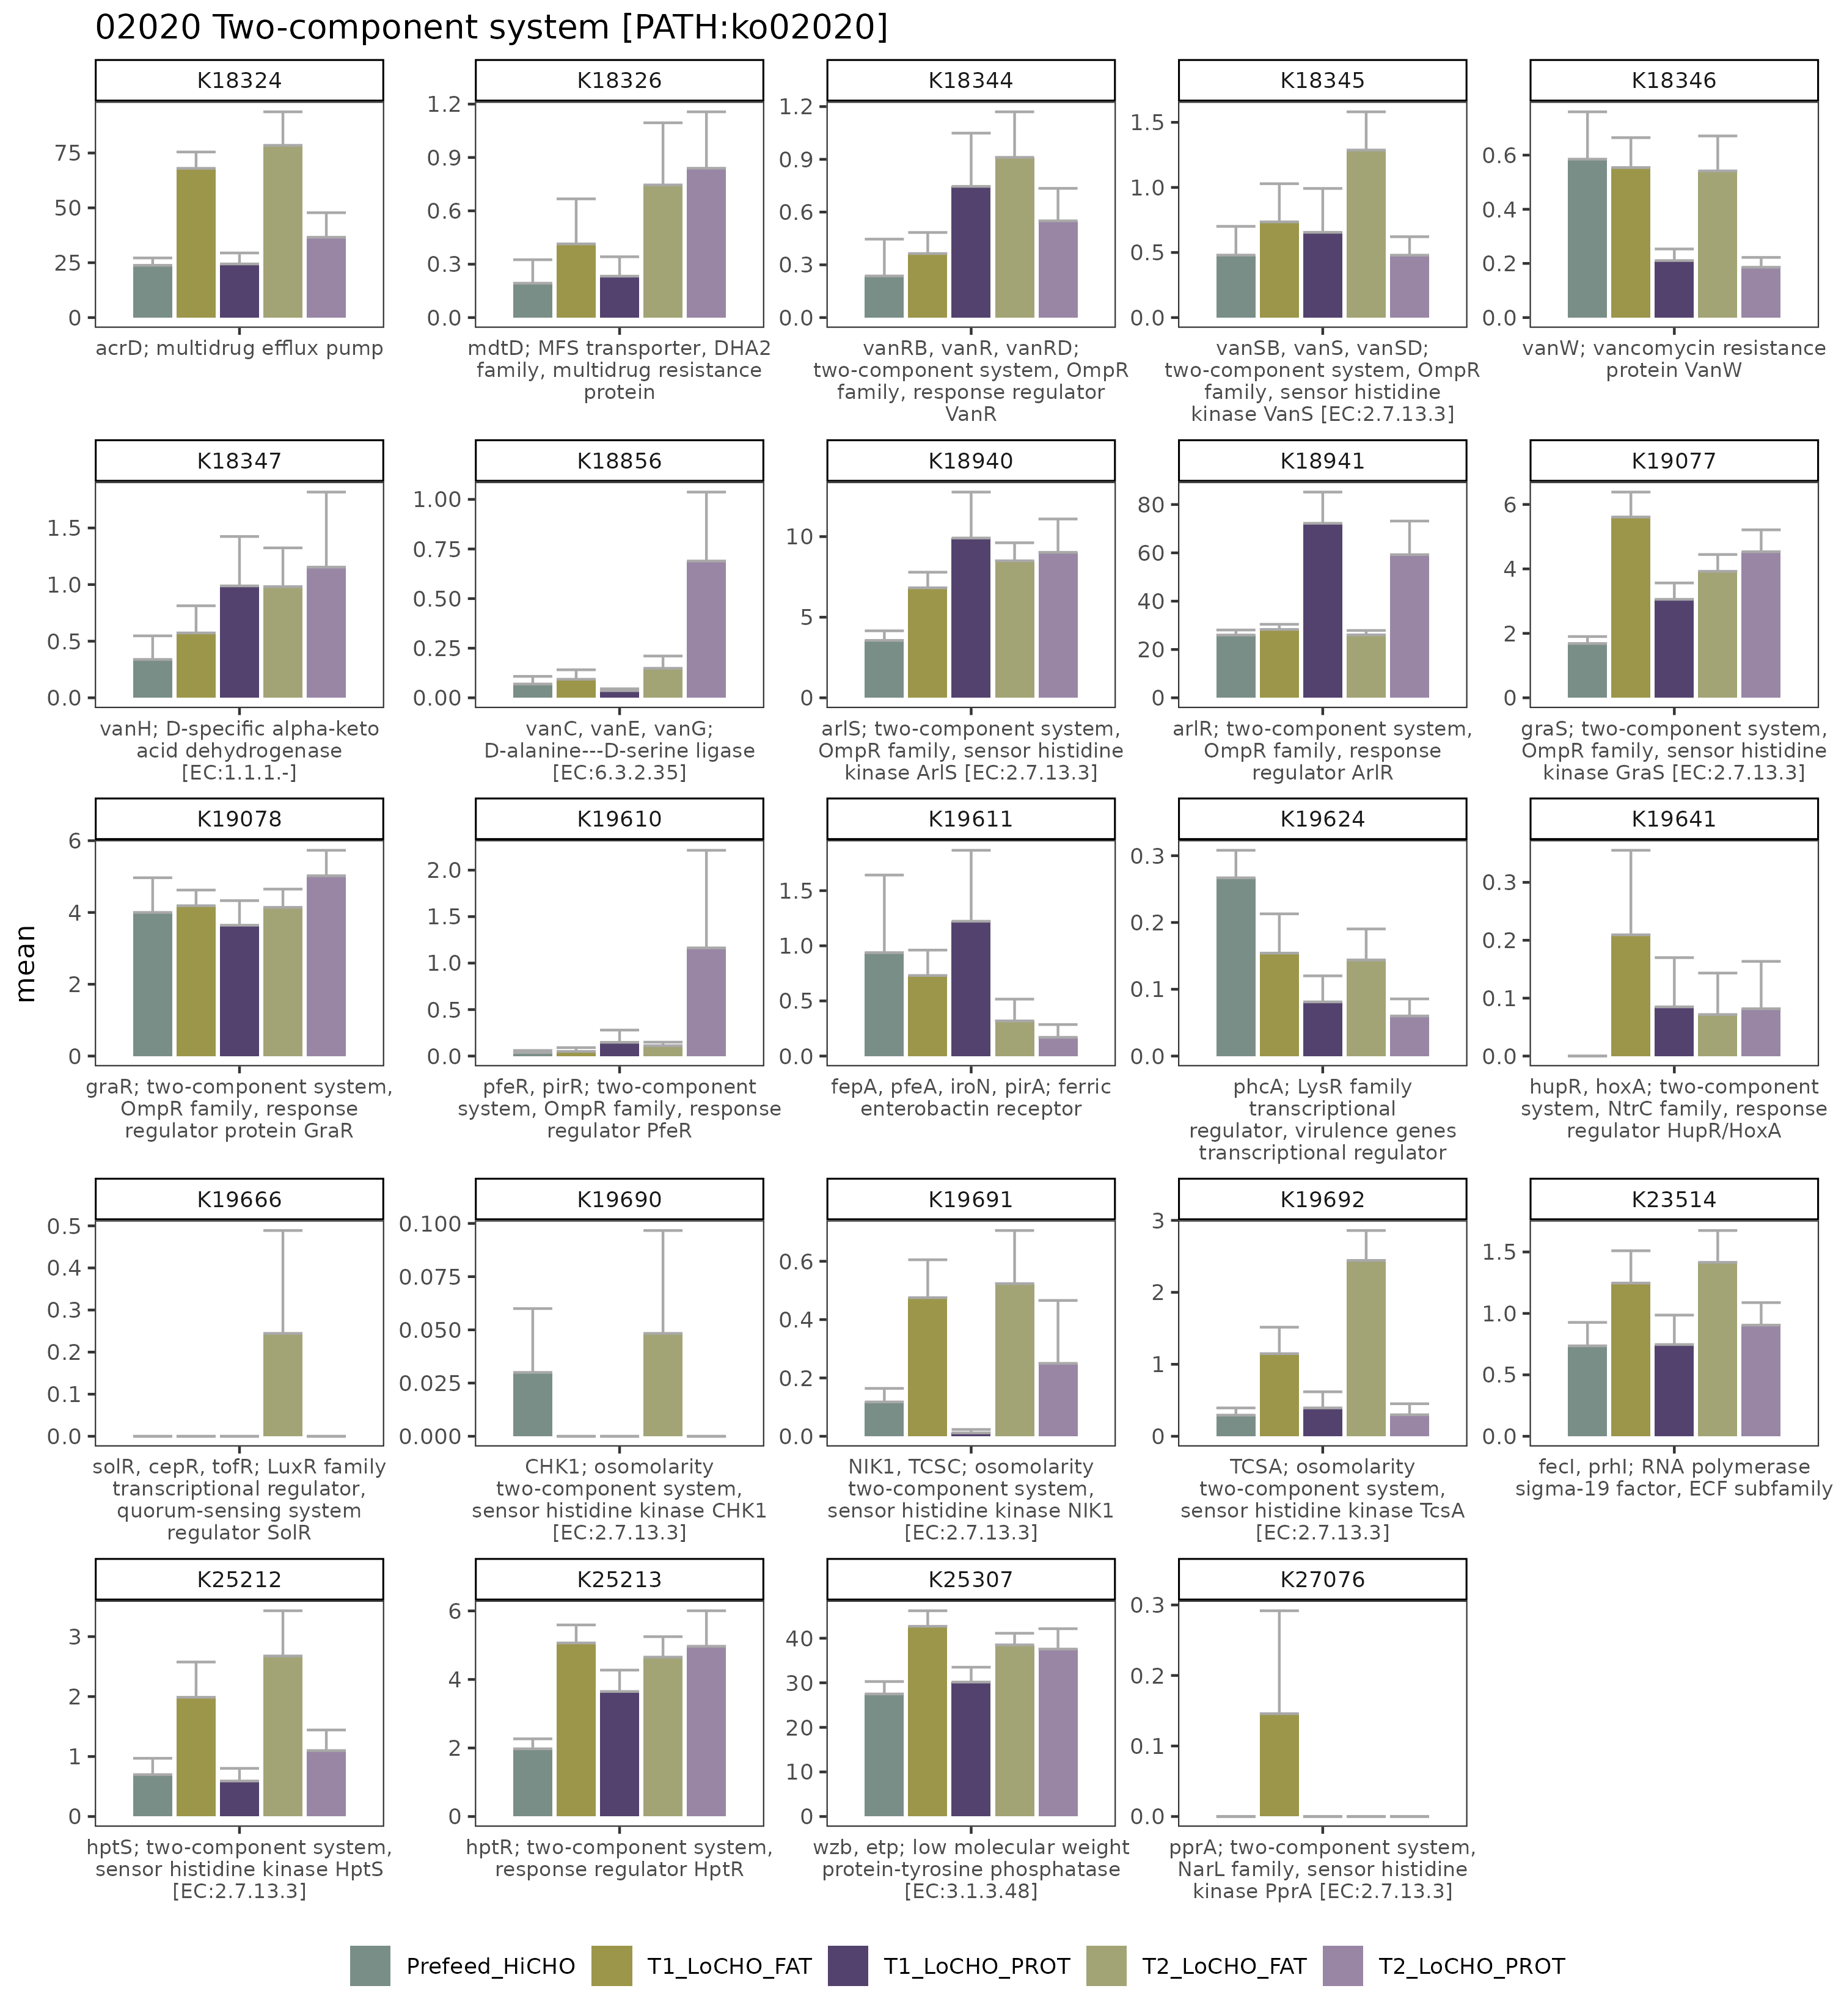 02020 Two-component system [PATH:ko02020]
K18324
K18326
K18344
K18345
K18346
75
50
25
0
1.2
0.9
0.6
0.3
0.0
1.2
0.9
0.6
0.3
0.0
1.5
1.0
0.5
0.0
0.6
0.4
0.2
0.0
acrD; multidrug efflux pump
mdtD; MFS transporter, DHA2
family, multidrug resistance
protein
vanRB, vanR, vanRD;
two-component system, OmpR
family, response regulator
VanR
vanSB, vanS, vanSD;
two-component system, OmpR
family, sensor histidine
kinase VanS [EC:2.7.13.3]
vanW; vancomycin resistance
protein VanW
K18347
K18856
K18940
K18941
K19077
1.5
1.0
0.5
0.0
1.00
0.75
0.50
0.25
0.00
10
5
0
80
60
40
20
0
6
4
2
0
vanH; D-specific alpha-keto
acid dehydrogenase
[EC:1.1.1.-]
vanC, vanE, vanG;
D-alanine---D-serine ligase
[EC:6.3.2.35]
arlS; two-component system,
OmpR family, sensor histidine
kinase ArlS [EC:2.7.13.3]
arlR; two-component system,
OmpR family, response
regulator ArlR
graS; two-component system,
OmpR family, sensor histidine
kinase GraS [EC:2.7.13.3]
mean
K19078
K19610
K19611
K19624
K19641
6
4
2
0
2.0
1.5
1.0
0.5
0.0
1.5
1.0
0.5
0.0
0.3
0.2
0.1
0.0
0.3
0.2
0.1
0.0
graR; two-component system,
OmpR family, response
regulator protein GraR
pfeR, pirR; two-component
system, OmpR family, response
regulator PfeR
fepA, pfeA, iroN, pirA; ferric
enterobactin receptor
phcA; LysR family
transcriptional
regulator, virulence genes
transcriptional regulator
hupR, hoxA; two-component
system, NtrC family, response
regulator HupR/HoxA
K19666
K19690
K19691
K19692
K23514
0.5
0.4
0.3
0.2
0.1
0.0
0.100
0.075
0.050
0.025
0.000
0.6
0.4
0.2
0.0
3
2
1
0
1.5
1.0
0.5
0.0
solR, cepR, tofR; LuxR family
transcriptional regulator,
quorum-sensing system
regulator SolR
CHK1; osomolarity
two-component system,
sensor histidine kinase CHK1
[EC:2.7.13.3]
NIK1, TCSC; osomolarity
two-component system,
sensor histidine kinase NIK1
[EC:2.7.13.3]
TCSA; osomolarity
two-component system,
sensor histidine kinase TcsA
[EC:2.7.13.3]
fecI, prhI; RNA polymerase
sigma-19 factor, ECF subfamily
K25212
K25213
K25307
K27076
3
2
1
0
6
4
2
0
40
30
20
10
0
0.3
0.2
0.1
0.0
hptS; two-component system,
sensor histidine kinase HptS
[EC:2.7.13.3]
hptR; two-component system,
response regulator HptR
wzb, etp; low molecular weight
protein-tyrosine phosphatase
[EC:3.1.3.48]
pprA; two-component system,
NarL family, sensor histidine
kinase PprA [EC:2.7.13.3]
Prefeed_HiCHO
T1_LoCHO_FAT
T1_LoCHO_PROT
T2_LoCHO_FAT
T2_LoCHO_PROT